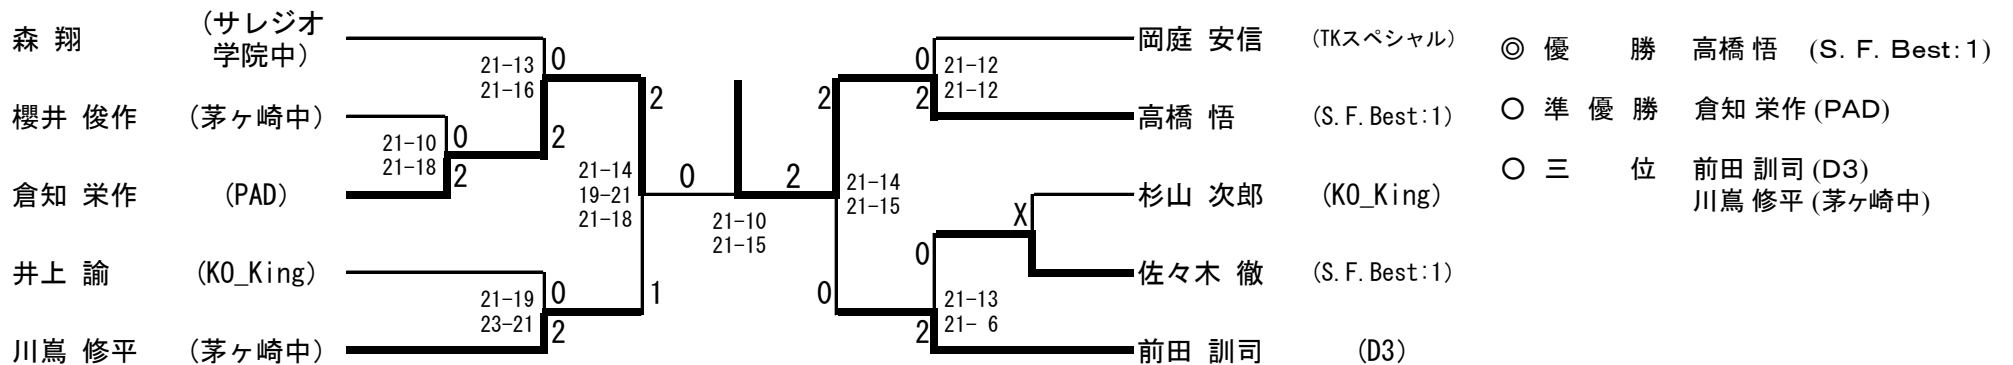 森 翔 (サレジオ
学院中)
櫻井 俊作 (茅ヶ崎中)
倉知 栄作 (PAD)
井上 諭 (KO_King)
川嶌 修平 (茅ヶ崎中)
21-13
21-16
0
2
21-10
21-18
0
2
21-19
23-21
0
2
21-14
19-21
21-18
2
1
0
2
21-10
21-15
2
0
21-14
21-15
0
2
21-12
21-12
X
0
2
21-13
21- 6
岡庭 安信 (TKスペシャル)
高橋 悟 (S.F.Best:1)
杉山 次郎 (KO_King)
佐々木 徹 (S.F.Best:1)
前田 訓司 (D3)
◎ 優 勝 高橋 悟 (S. F. Best:1)
○ 準 優 勝 倉知 栄作 (PAD)
○ 三 位 前田 訓司 (D3)
川嶌 修平 (茅ヶ崎中)